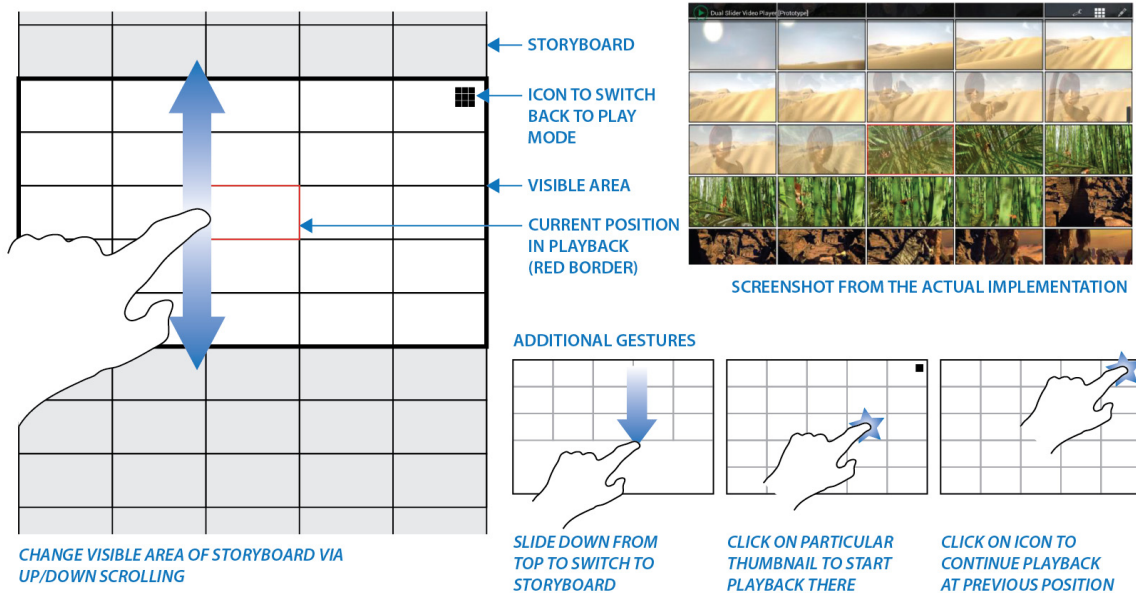 STORYBOARD
ICON TO SWITCH
BACK TO PLAY
MODE
VISIBLE AREA
CURRENT POSITION
IN PLAYBACK
(RED BORDER)
CHANGE VISIBLE AREA OF STORYBOARD VIA
UP/DOWN SCROLLING
Dual Slider Video Player [Prototype]
SCREENSHOT FROM THE ACTUAL IMPLEMENTATION
ADDITIONAL GESTURES
SLIDE DOWN FROM
TOP TO SWITCH TO
STORYBOARD
CLICK ON PARTICULAR
THUMBNAIL TO START
PLAYBACK THERE
CLICK ON ICON TO
CONTINUE PLAYBACK
AT PREVIOUS POSITION